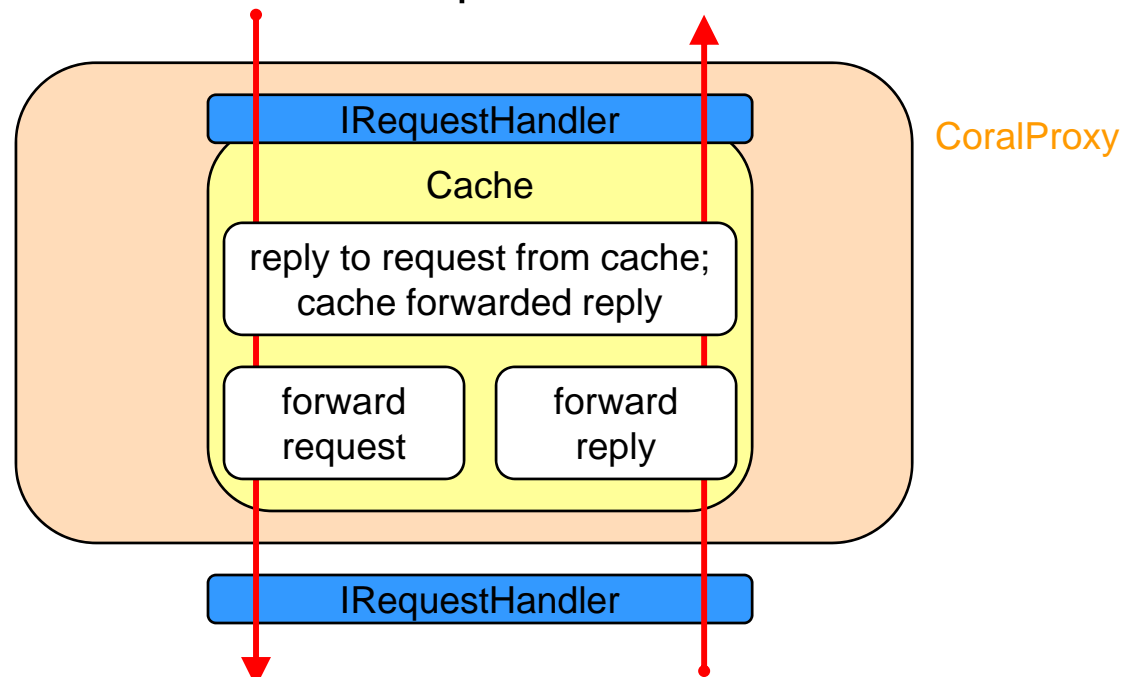 IRequestHandler
CoralProxy
Cache
reply to request from cache;
cache forwarded reply
forward
request
forward
reply
IRequestHandler